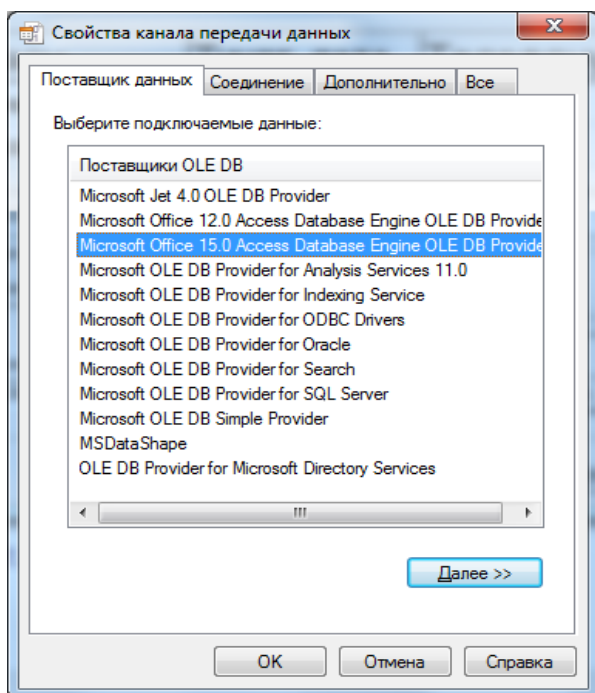 Свойства канала передачи данных
Поставщик данных Соединение Дополнительно Все
Выберите подключаемые данные:
Поставщики OLE DB
Microsoft Jet 4.0 OLE DB Provider
Microsoft Office 12.0 Access Database Engine OLE DB Provide
Microsoft Office 15.0 Access Database Engine OLE DB Provide
Microsoft OLE DB Provider for Analysis Services 11.0
Microsoft OLE DB Provider for Indexing Service
Microsoft OLE DB Provider for ODBC Drivers
Microsoft OLE DB Provider for Oracle
Microsoft OLE DB Provider for Search
Microsoft OLE DB Provider for SQL Server
Microsoft OLE DB Simple Provider
MSDataShape
OLE DB Provider for Microsoft Directory Services
Далее >>
ОК Отмена Справка